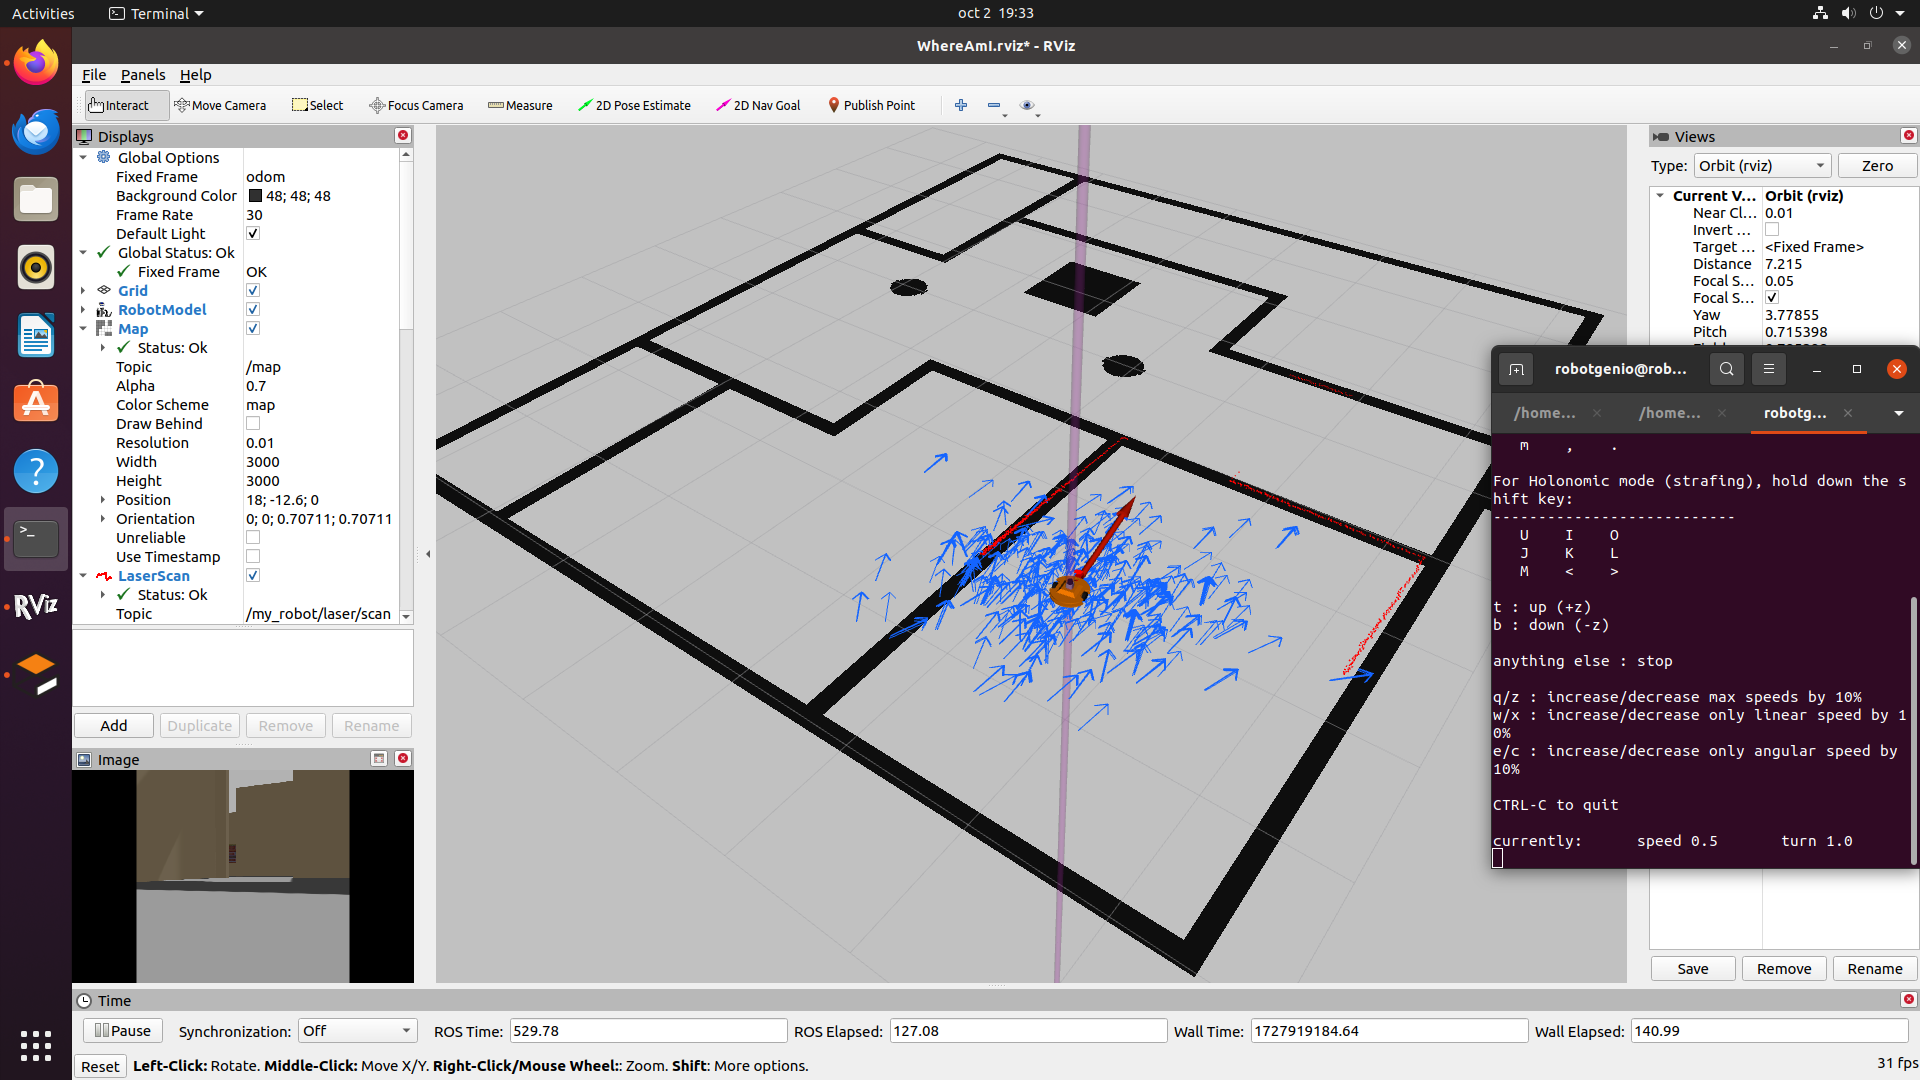 Activities
Terminal
oct 2 19:33
WhereAmI.rviz* - RViz
File Panels Help
Interact Move Camera Select Focus Camera Measure 2D Pose Estimate 2D Nav Goal Publish Point
Displays
Global Options
Fixed Frame odom
Background Color 48; 48; 48
Frame Rate 30
Default Light
Global Status: Ok
Fixed Frame OK
Grid
RobotModel
Map
Status: Ok
Topic /map
Alpha 0.7
Color Scheme map
Draw Behind
Resolution 0.01
Width 3000
Height 3000
Position 18; -12.6; 0
Orientation 0; 0; 0.70711; 0.70711
Unreliable
Use Timestamp
LaserScan
Status: Ok
Topic /my_robot/laser/scan
Add Duplicate Remove Rename
Image
RViz
Views
Type: Orbit (rviz) Zero
Current V... Orbit (rviz)
Near Cl... 0.01
Invert ...
Target ... <Fixed Frame>
Distance 7.215
Focal S... 0.05
Focal S...
Yaw 3.77855
Pitch 0.715398
robotgenio@rob...
/home... /home... robotg...
m , .
For Holonomic mode (strafing), hold down the s
hift key:
---------------------------
U I O
J K L
M < >
t : up (+z)
b : down (-z)
anything else : stop
q/z : increase/decrease max speeds by 10%
w/x : increase/decrease only linear speed by 1
0%
e/c : increase/decrease only angular speed by
10%
CTRL-C to quit
currently: speed 0.5 turn 1.0
Save Remove Rename
Time
Pause Synchronization: Off ROS Time: 529.78 ROS Elapsed: 127.08 Wall Time: 1727919184.64 Wall Elapsed: 140.99
Reset Left-Click: Rotate. Middle-Click: Move X/Y. Right-Click/Mouse Wheel:: Zoom. Shift: More options.
31 fps